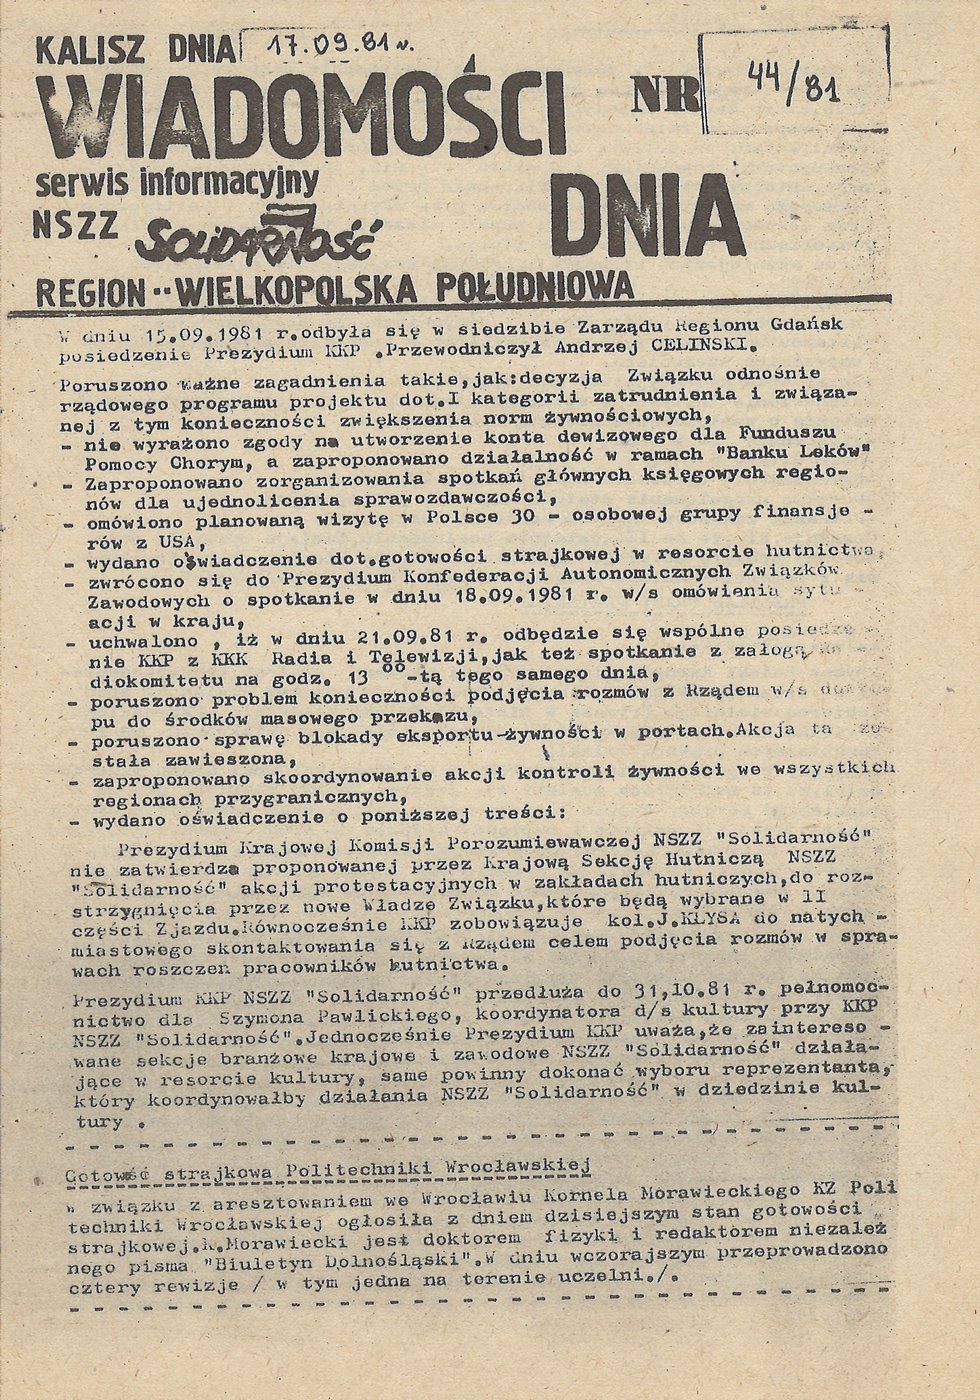 KALISZ DNIA 17.09.81 r.
WIADOMOŚCI
NR 44/81
serwis informacyjny
DNIA
NSZZ SOLIDARNOŚĆ
REGION--WIELKOPOLSKA POŁUDNIOWA
W dniu 15.09.1981 r.odbyła się w siedzibie Zarządu Regionu Gdańsk
posiedzenie Prezydium KKP .Przewodniczył Andrzej CELINSKI.
Poruszono ważne zagadnienia takie,jak:decyzja Związku odnośnie
rządowego programu projektu dot.I kategorii zatrudnienia i związa-
nej z tym konieczności zwiększenia norm żywnościowych,
- nie wyrażono zgody na utworzenie konta dewizowego dla Funduszu
Pomocy Chorym, a zaproponowano działalność w ramach "Banku Leków"
- Zaproponowano zorganizowania spotkań głównych księgowych regio-
nów dla ujednolicenia sprawozdawczości,
- omówiono planowaną wizytę w Polsce 30 - osobowej grupy finansje -
rów z USA,
- wydano oświadczenie dot.gotowości strajkowej w resorcie hutnictwa,
- zwrócono się do Prezydium Konfederacji Autonomicznych Związków
Zawodowych o spotkanie w dniu 18.09.1981 r. w/s omówienia sytu -
acji w kraju,
- uchwalono , iż w dniu 21.09.81 r. odbędzie się wspólne posiedze -
nie KKP z KKK Radia i Telewizji,jak też spotkanie z załogą Ra -
diokomitetu na godz. 13 00-tą tego samego dnia,
- poruszono problem konieczności podjęcia rozmów z Rządem w/s dostę-
pu do środków masowego przekazu,
- poruszono sprawę blokady eksportu-żywności w portach.Akcja ta zo-
stała zawieszona,
- zaproponowano skoordynowanie akcji kontroli żywności we wszystkich
regionach przygranicznych,
- wydano oświadczenie o poniższej treści:
Prezydium Krajowej Komisji Porozumiewawczej NSZZ "Solidarność"
nie zatwierdza proponowanej przez Krajową Sekcję Hutniczą NSZZ
"Solidarność" akcji protestacyjnych w zakładach hutniczych,do roz-
strzygnięcia przez nowe Władze Związku,które będą wybrane w II
części Zjazdu.Równocześnie KKP zobowiązuje kol.J.KŁYSA do natych -
miastowego skontaktowania się z Rządem celem podjęcia rozmów w spra-
wach roszczeń pracowników hutnictwa.
Prezydium KKP NSZZ "Solidarność" przedłuża do 31,10.81 r. pełnomoc-
nictwo dla Szymona Pawlickiego, koordynatora d/s kultury przy KKP
NSZZ "Solidarność".Jednocześnie Prezydium KKP uważa,że zaintereso -
wane sekcje branżowe krajowe i zawodowe NSZZ "Solidarność" działa-
jące w resorcie kultury, same powinny dokonać wyboru reprezentanta,
który koordynowałby działania NSZZ "Solidarność" w dziedzinie kul-
tury .
Gotowość strajkowa Politechniki Wrocławskiej
W związku z aresztowaniem we Wrocławiu Kornela Morawieckiego KZ Poli
techniki Wrocławskiej ogłosiła z dniem dzisiejszym stan gotowości
strajkowej.K.Morawiecki jest doktorem fizyki i redaktorem niezależ
nego pisma "Biuletyn Dolnośląski".W dniu wczorajszym przeprowadzono
cztery rewizje / w tym jedna na terenie uczelni./.